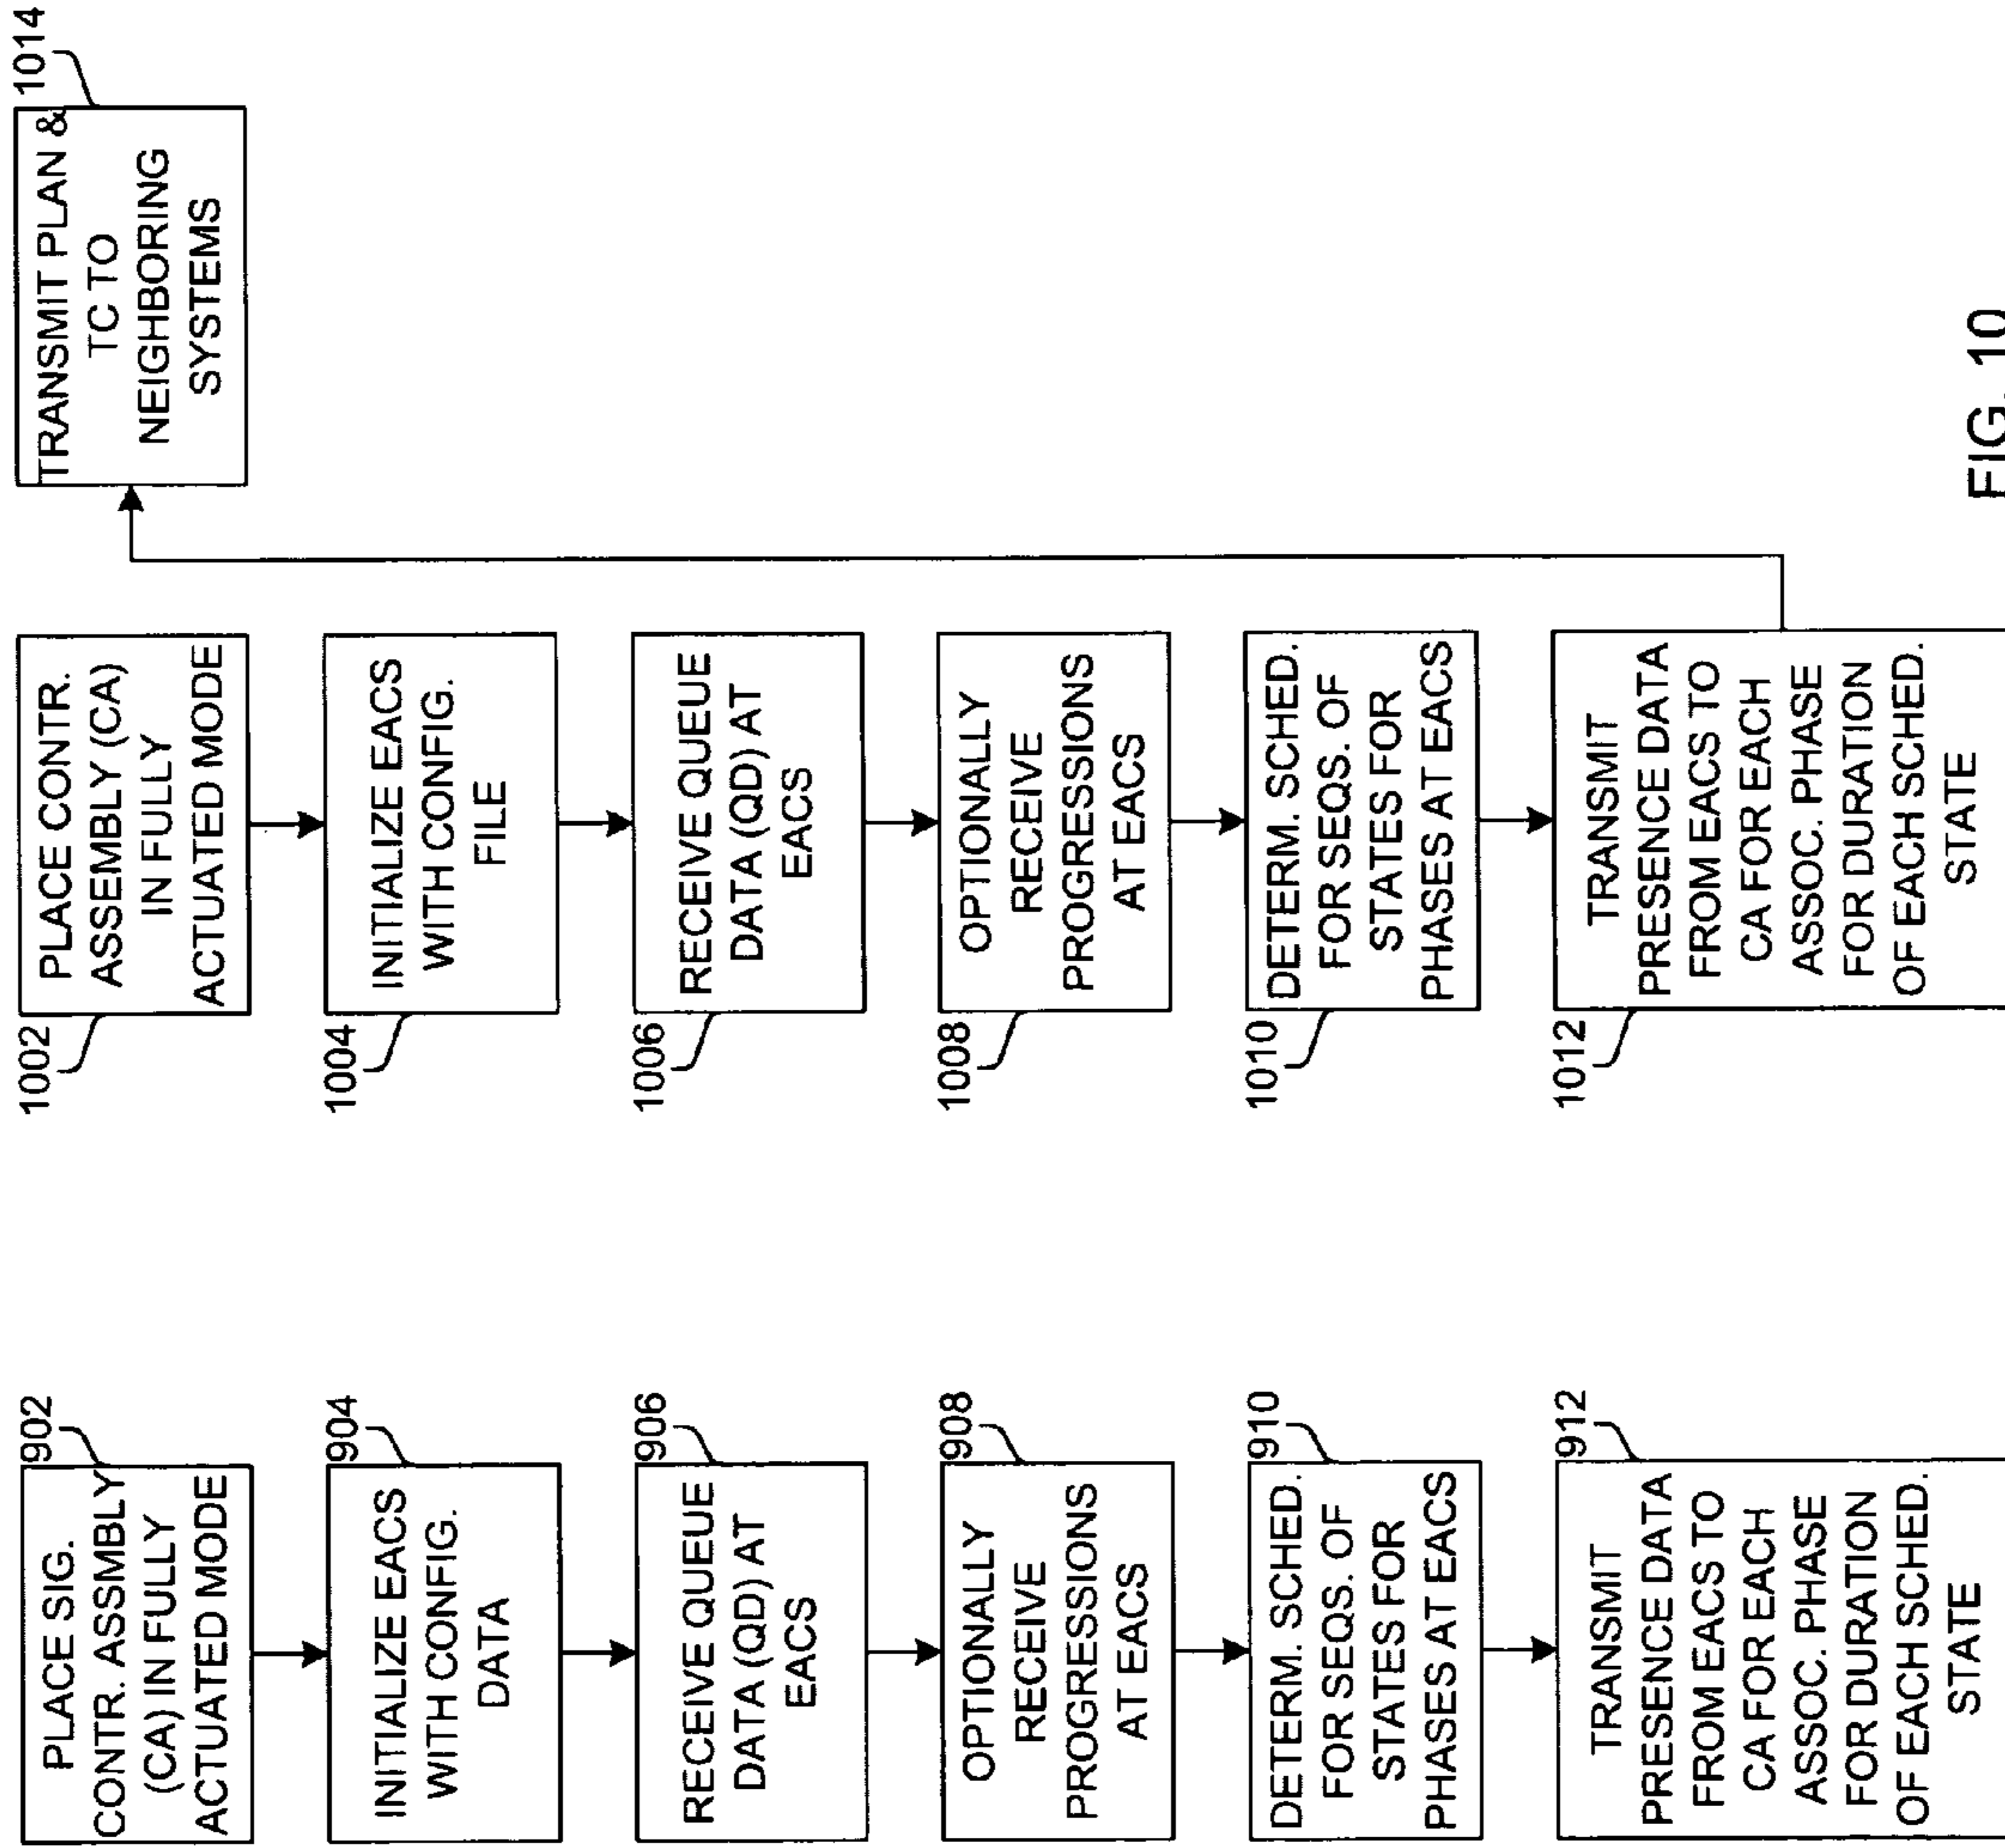 902
PLACE SIG.
CONTR. ASSMBLY
(CA) IN FULLY
ACTUATED MODE
904
INITIALIZE EACS
WITH CONFIG.
DATA
906
RECEIVE QUEUE
DATA (QD) AT
EACS
908
OPTIONALLY
RECEIVE
PROGRESSIONS
AT EACS
910
DETERM. SCHED.
FOR SEQS. OF
STATES FOR
PHASES AT EACS
912
TRANSMIT
PRESENCE DATA
FROM EACS TO
CA FOR EACH
ASSOC. PHASE
FOR DURATION
OF EACH SCHED.
STATE
1002
PLACE CONTR.
ASSEMBLY (CA)
IN FULLY
ACTUATED MODE
1004
INITIALIZE EACS
WITH CONFIG.
FILE
1006
RECEIVE QUEUE
DATA (QD) AT
EACS
1008
OPTIONALLY
RECEIVE
PROGRESSIONS
AT EACS
1010
DETERM. SCHED.
FOR SEQS. OF
STATES FOR
PHASES AT EACS
1012
TRANSMIT
PRESENCE DATA
FROM EACS TO
CA FOR EACH
ASSOC. PHASE
FOR DURATION
OF EACH SCHED.
STATE
1014
TRANSMIT PLAN &
TC TO
NEIGHBORING
SYSTEMS
FIG. 10